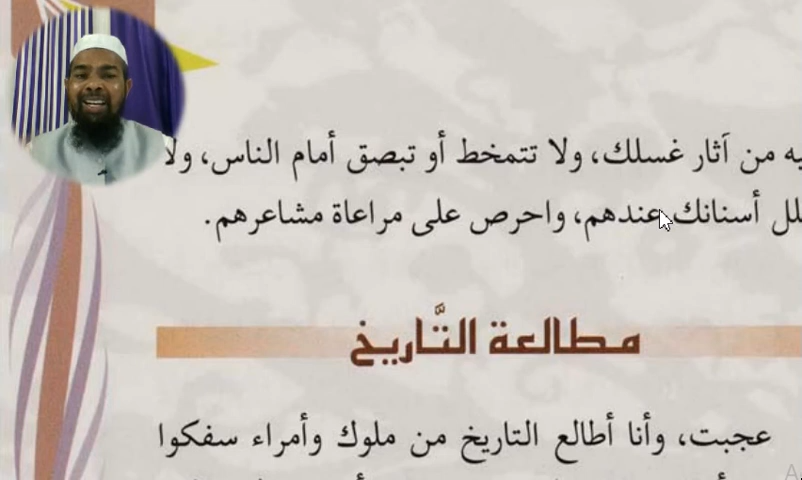 يه من آثار غسلك، ولا تتمخط أو تبصق أمام الناس، ولا
لل أسنانك عندهم، واحرص على مراعاة مشاعرهم.
مطالعة التَّاريخ
عجبت، وأنا أطالع التاريخ من ملوك وأمراء سفكوا